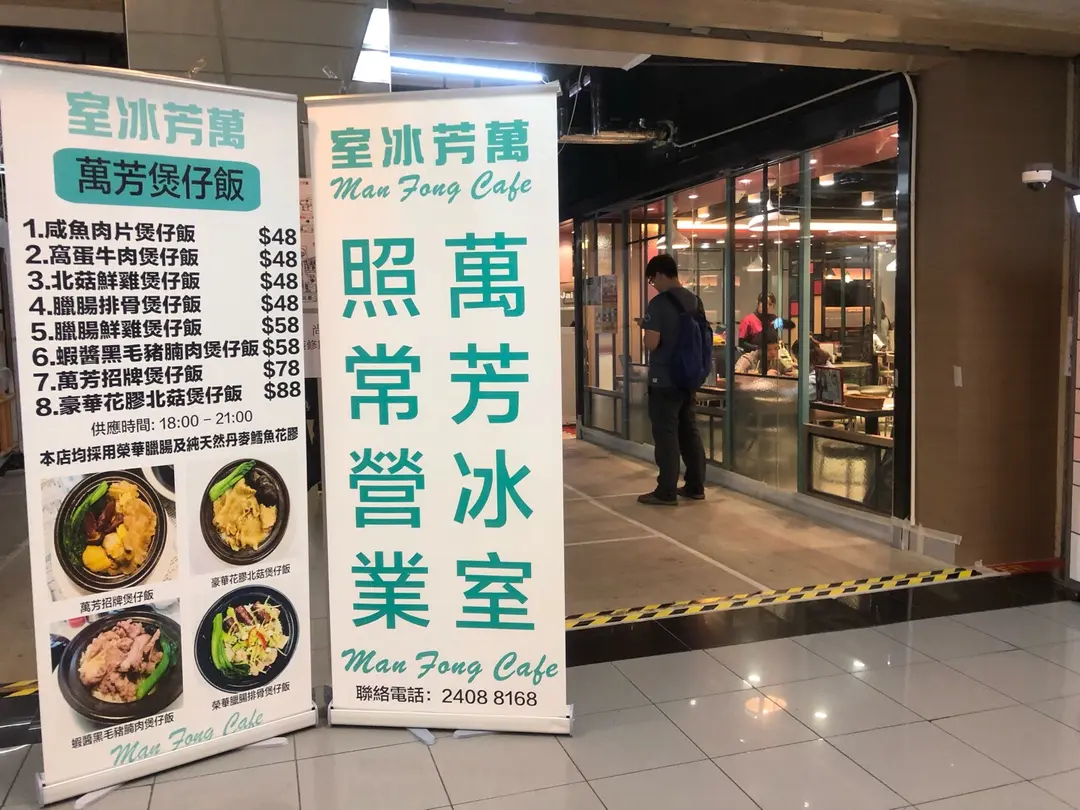 室冰芳萬
萬芳煲仔飯
1.咸魚肉片煲仔飯 $48
2.窩蛋牛肉煲仔飯 $48
3.北菇鮮雞煲仔飯 $48
4.臘腸排骨煲仔飯 $48
5.臘腸鮮雞煲仔飯 $58
6.蝦醬黑毛豬腩肉煲仔飯 $58
7.萬芳招牌煲仔飯 $78
8.豪華花膠北菇煲仔飯 $88
供應時間: 18:00－21:00
本店均採用榮華臘腸及純天然丹麥鱈魚花膠
萬芳招牌煲仔飯
豪華花膠北菇煲仔飯
蝦醬黑毛豬腩肉煲仔飯
榮華臘腸排骨煲仔飯
Man Fong Cafe
室冰芳萬
Man Fong Cafe
萬芳冰室
照常營業
Man Fong Cafe
聯絡電話: 2408 8168